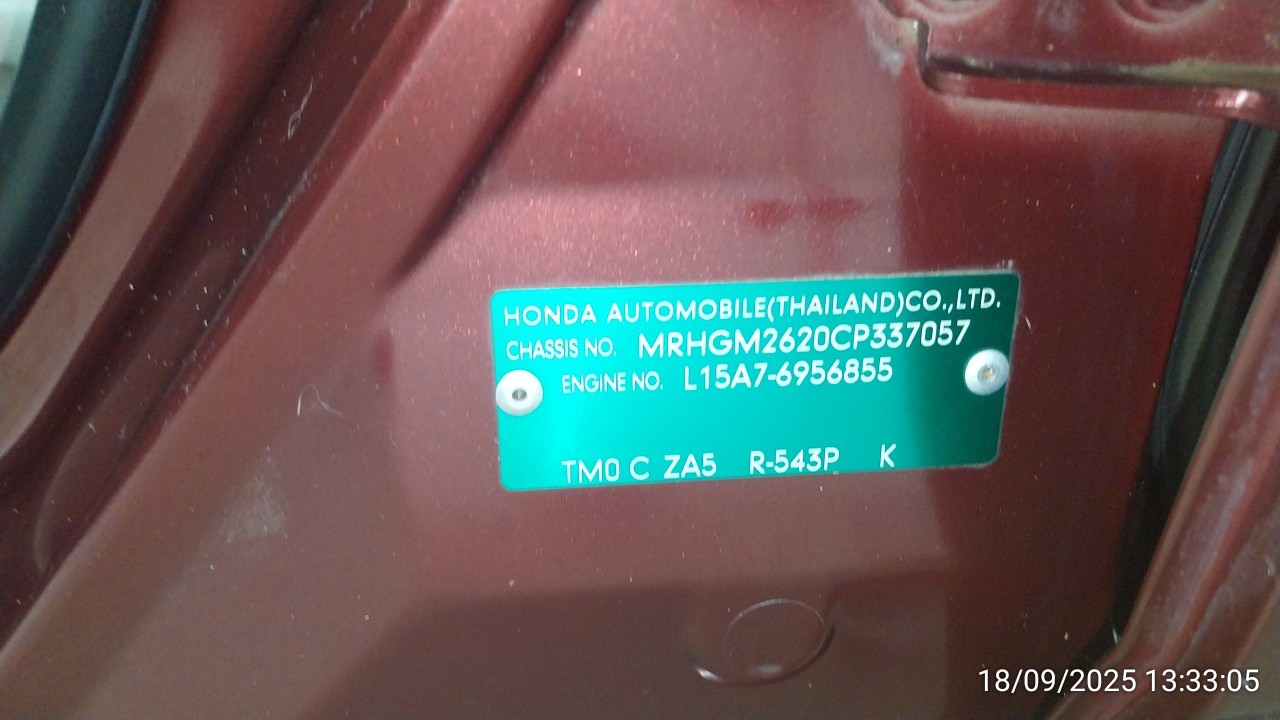 HONDA AUTOMOBILE(THAILAND)CO.,LTD.
CHASSIS NO. MRHGM2620CP337057
ENGINE NO. L15A7-6956855
TM0 C ZA5 R-543P K
18/09/2025 13:33:05